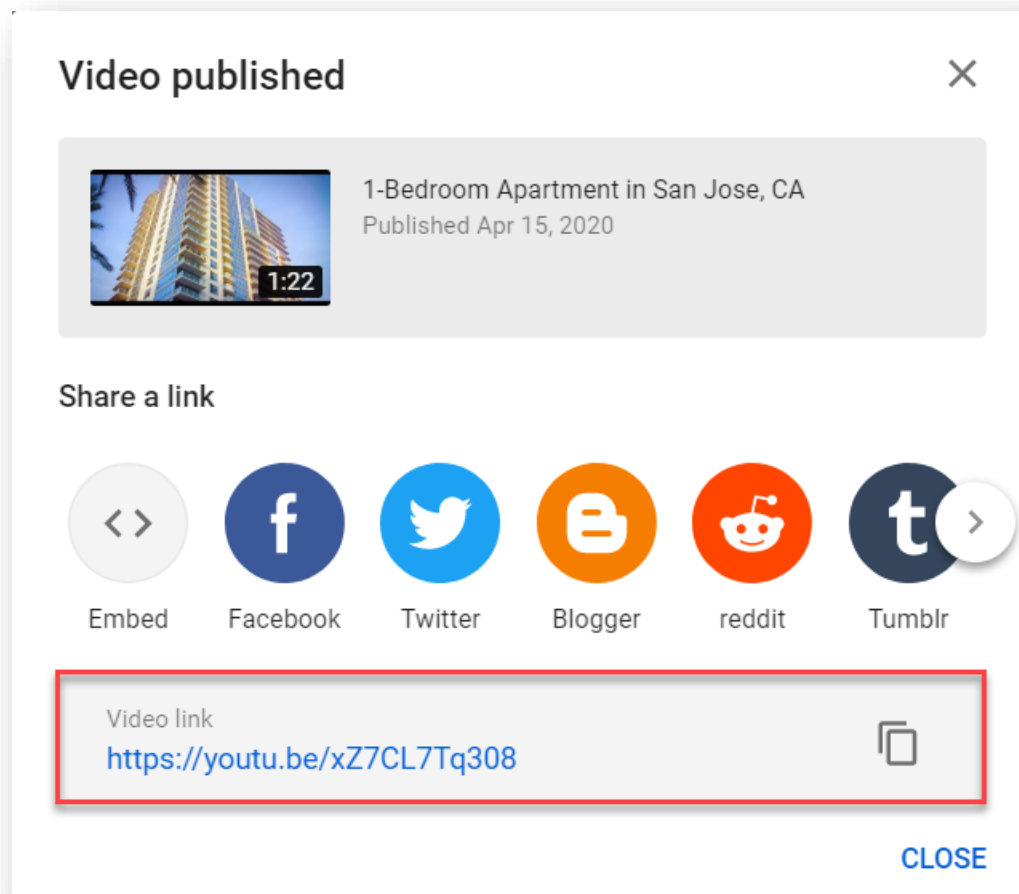 Video published
1-Bedroom Apartment in San Jose, CA
Published Apr 15, 2020
1:22
Share a link
Embed
Facebook
Twitter
Blogger
reddit
Tumblr
Video link
https://youtu.be/xZ7CL7Tq308
CLOSE